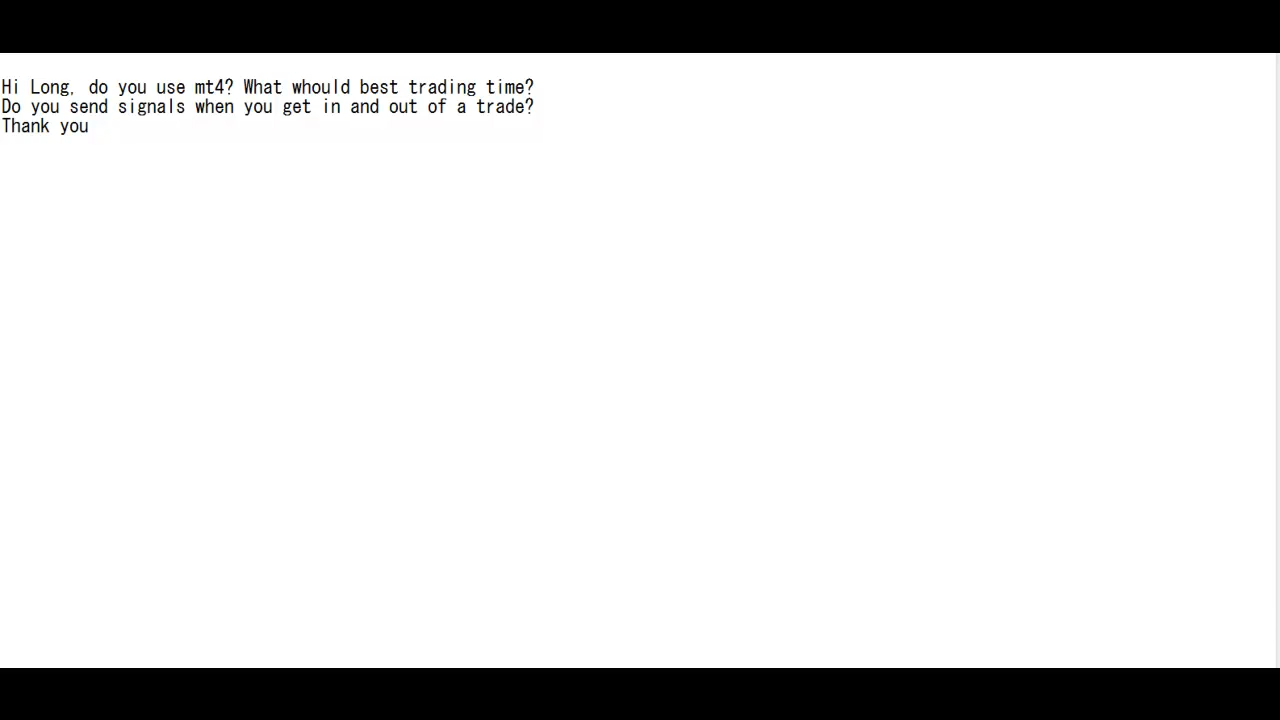 Hi Long, do you use mt4? What whould best trading time?
Do you send signals when you get in and out of a trade?
Thank you